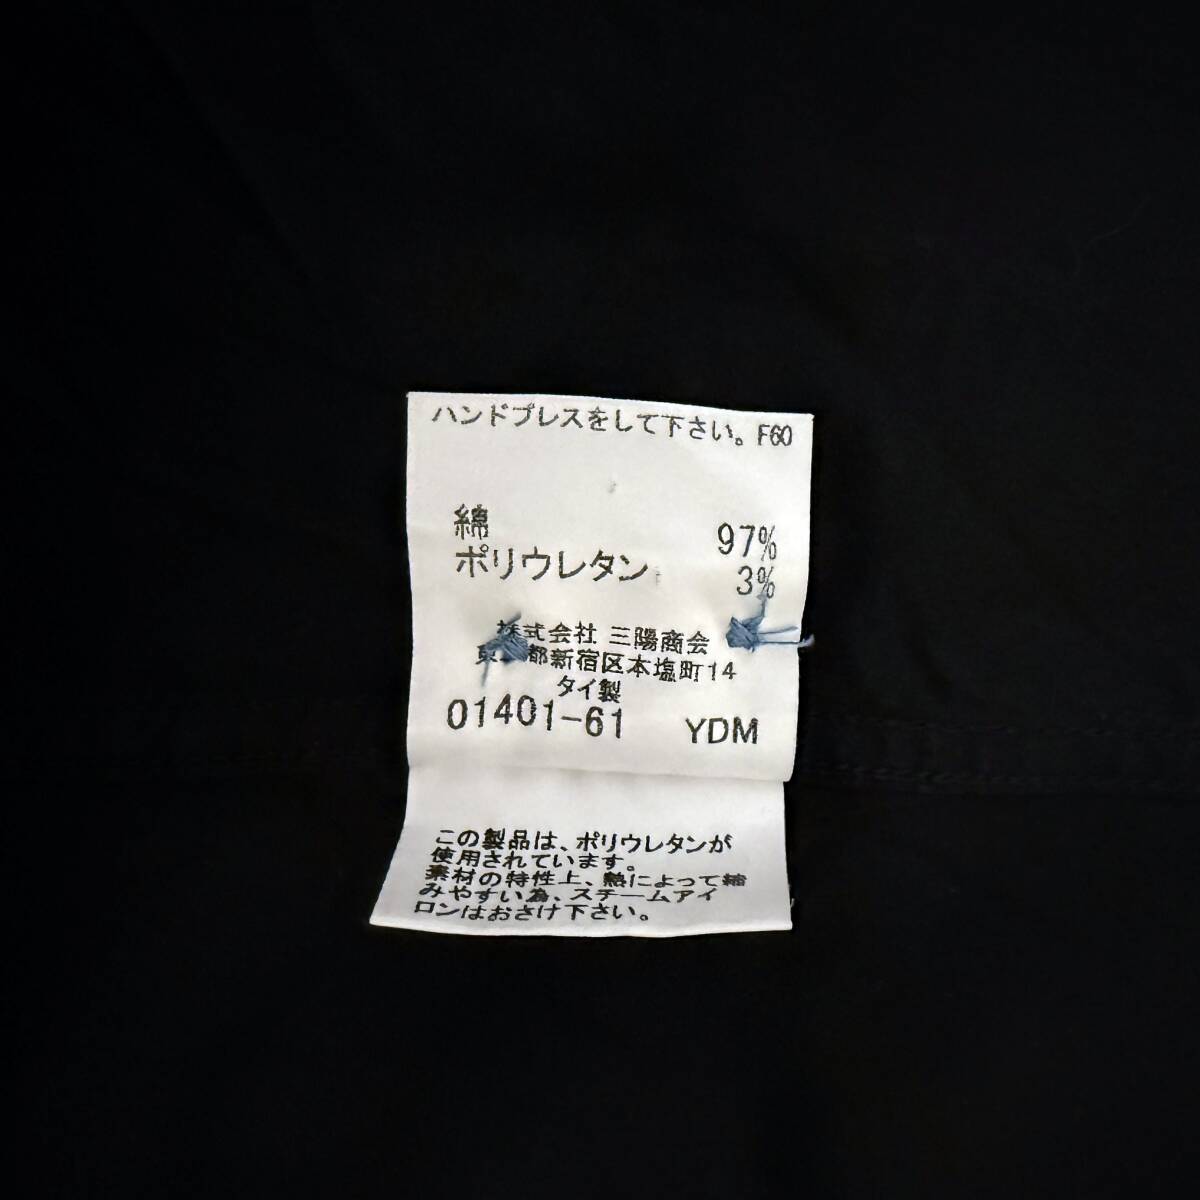 ハンドプレスをして下さい。F60
綿 97%
ポリウレタン 3%
株式会社 三陽商会
東京都新宿区本塩町14
タイ製
01401-61 YDM
この製品は、ポリウレタンが
使用されています。
素材の特性上、熱によって縮
みやすい為、スチームアイ
ロンはおさけ下さい。